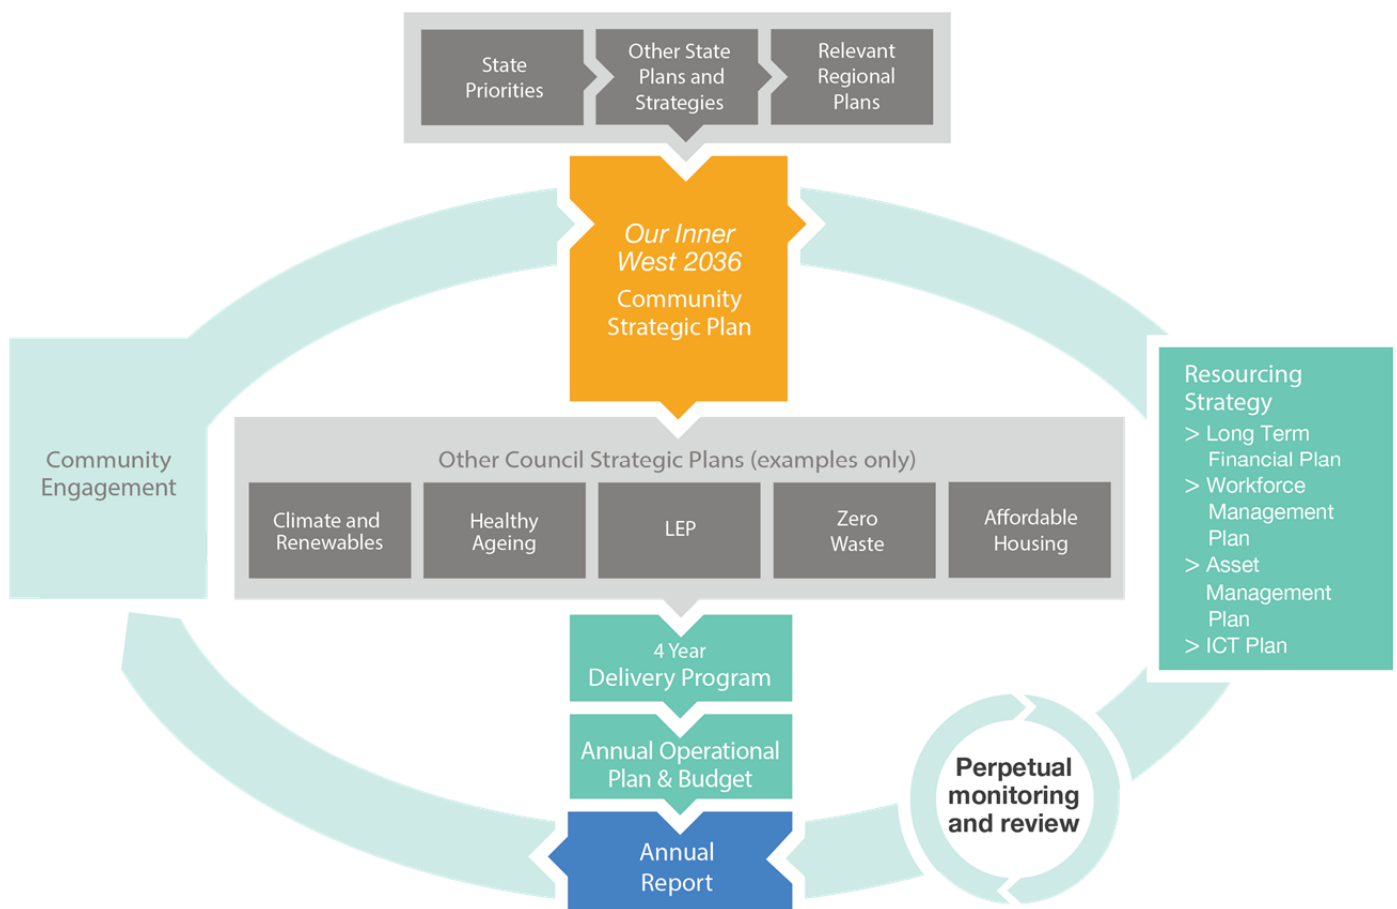 State
Priorities
Other State
Plans and
Strategies
Relevant
Regional
Plans
Our Inner
West 2036
Community
Strategic Plan
Community
Engagement
Resourcing
Strategy
> Long Term
Financial Plan
> Workforce
Management
Plan
> Asset
Management
Plan
> ICT Plan
Other Council Strategic Plans (examples only)
Climate and
Renewables
Healthy
Ageing
LEP
Zero
Waste
Affordable
Housing
4 Year
Delivery Program
Annual Operational
Plan & Budget
Perpetual
monitoring
and review
Annual
Report